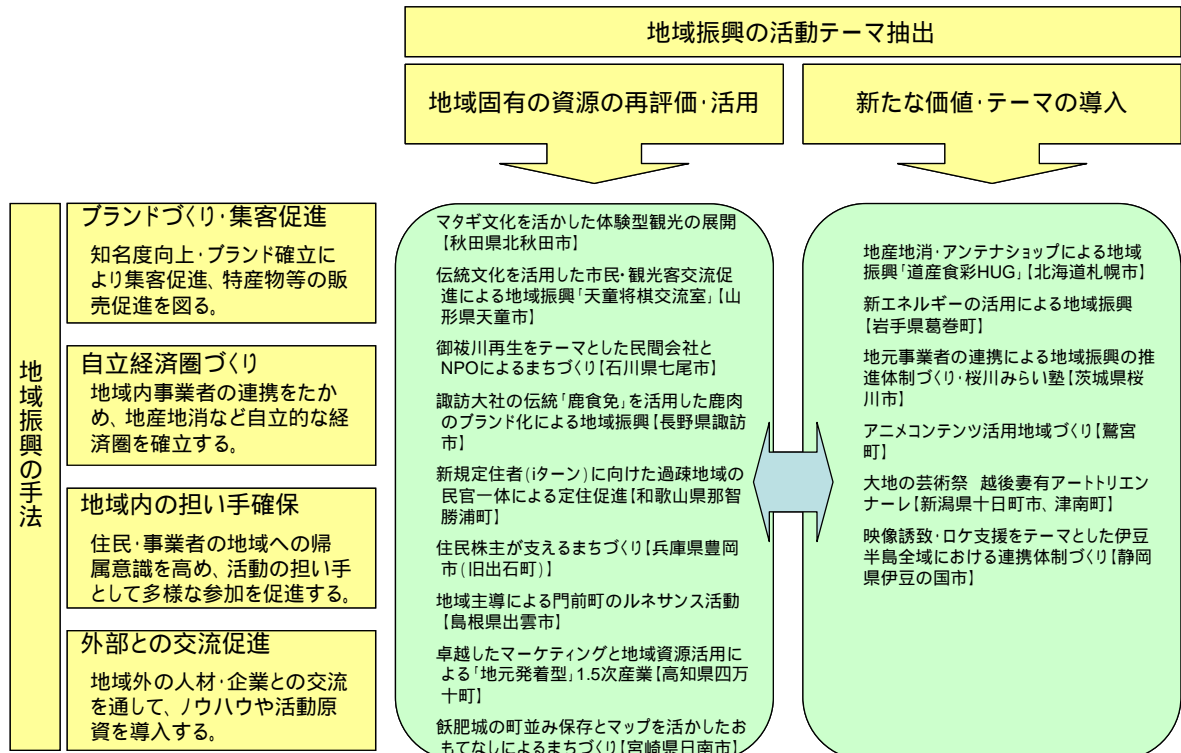 地域振興の活動テーマ抽出
地域固有の資源の再評価・活用
新たな価値・テーマの導入
地域振興の手法
ブランドづくり・集客促進
知名度向上・ブランド確立に
より集客促進、特産物等の販
売促進を図る。
自立経済圏づくり
地域内事業者の連携をたか
め、地産地消など自立的な経
済圏を確立する。
地域内の担い手確保
住民・事業者の地域への帰
属意識を高め、活動の担い手
として多様な参加を促進する。
外部との交流促進
地域外の人材・企業との交流
を通して、ノウハウや活動原
資を導入する。
マタギ文化を活かした体験型観光の展開
【秋田県北秋田市】
伝統文化を活用した市民・観光客交流促
進による地域振興「天童将棋交流室」【山
形県天童市】
御祓川再生をテーマとした民間会社と
NPOによるまちづくり【石川県七尾市】
諏訪大社の伝統「鹿食免」を活用した鹿肉
のブランド化による地域振興【長野県諏訪
市】
新規定住者(iターン)に向けた過疎地域の
民官一体による定住促進【和歌山県那智
勝浦町】
住民株主が支えるまちづくり【兵庫県豊岡
市(旧出石町)】
地域主導による門前町のルネサンス活動
【島根県出雲市】
卓越したマーケティングと地域資源活用に
よる「地元発着型」1.5次産業【高知県四万
十町】
飫肥城の町並み保存とマップを活かしたお
もてなしによるまちづくり【宮崎県日南市】
地産地消・アンテナショップによる地域
振興「道産食彩HUG」【北海道札幌市】
新エネルギーの活用による地域振興
【岩手県葛巻町】
地元事業者の連携による地域振興の推
進体制づくり・桜川みらい塾【茨城県桜
川市】
アニメコンテンツ活用地域づくり【鷲宮
町】
大地の芸術祭 越後妻有アートトリエン
ナーレ【新潟県十日町市、津南町】
映像誘致・ロケ支援をテーマとした伊豆
半島全域における連携体制づくり【静岡
県伊豆の国市】